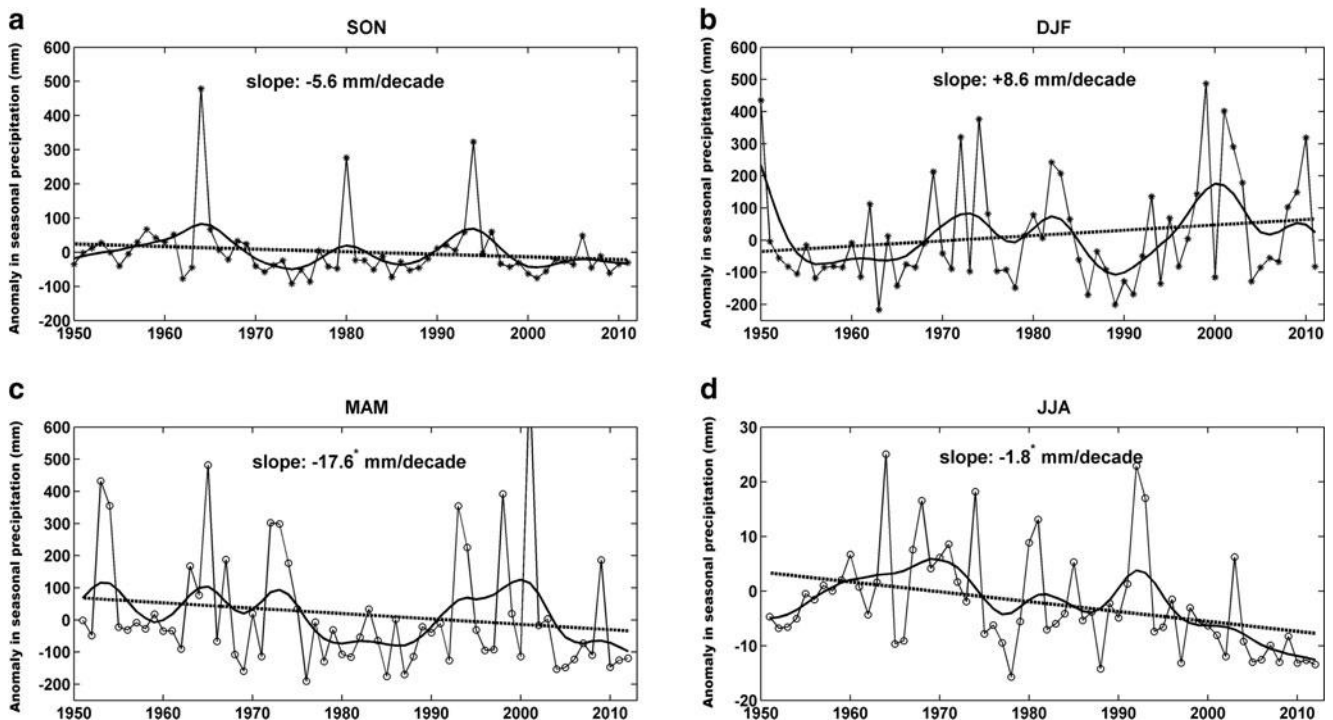 a
SON
Anomaly in seasonal precipitation (mm)
600
500
400
300
200
100
0
-100
-200
slope: -5.6 mm/decade
1950 1960 1970 1980 1990 2000 2010
b
DJF
Anomaly in seasonal precipitation (mm)
600
500
400
300
200
100
0
-100
-200
slope: +8.6 mm/decade
1950 1960 1970 1980 1990 2000 2010
c
MAM
Anomaly in seasonal precipitation (mm)
600
500
400
300
200
100
0
-100
-200
slope: -17.6* mm/decade
1950 1960 1970 1980 1990 2000 2010
d
JJA
Anomaly in seasonal precipitation (mm)
30
20
10
0
-10
-20
slope: -1.8* mm/decade
1950 1960 1970 1980 1990 2000 2010